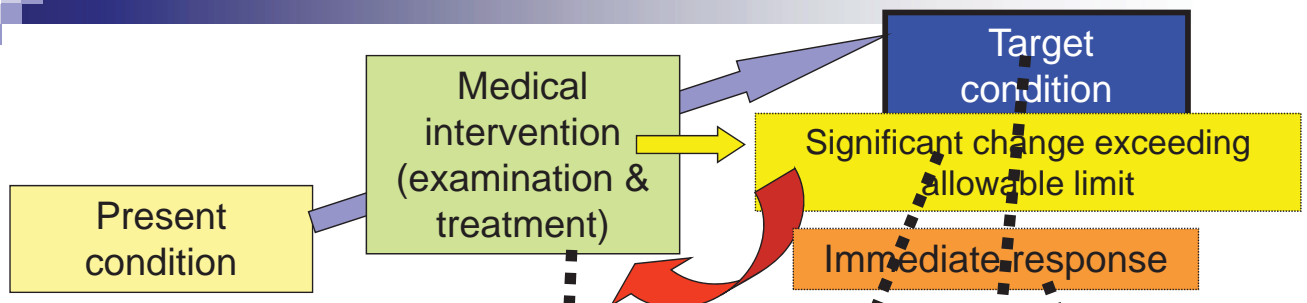 Target
condition
Medical
intervention
(examination &
treatment)
Significant change exceeding
allowable limit
Present
condition
Immediate response